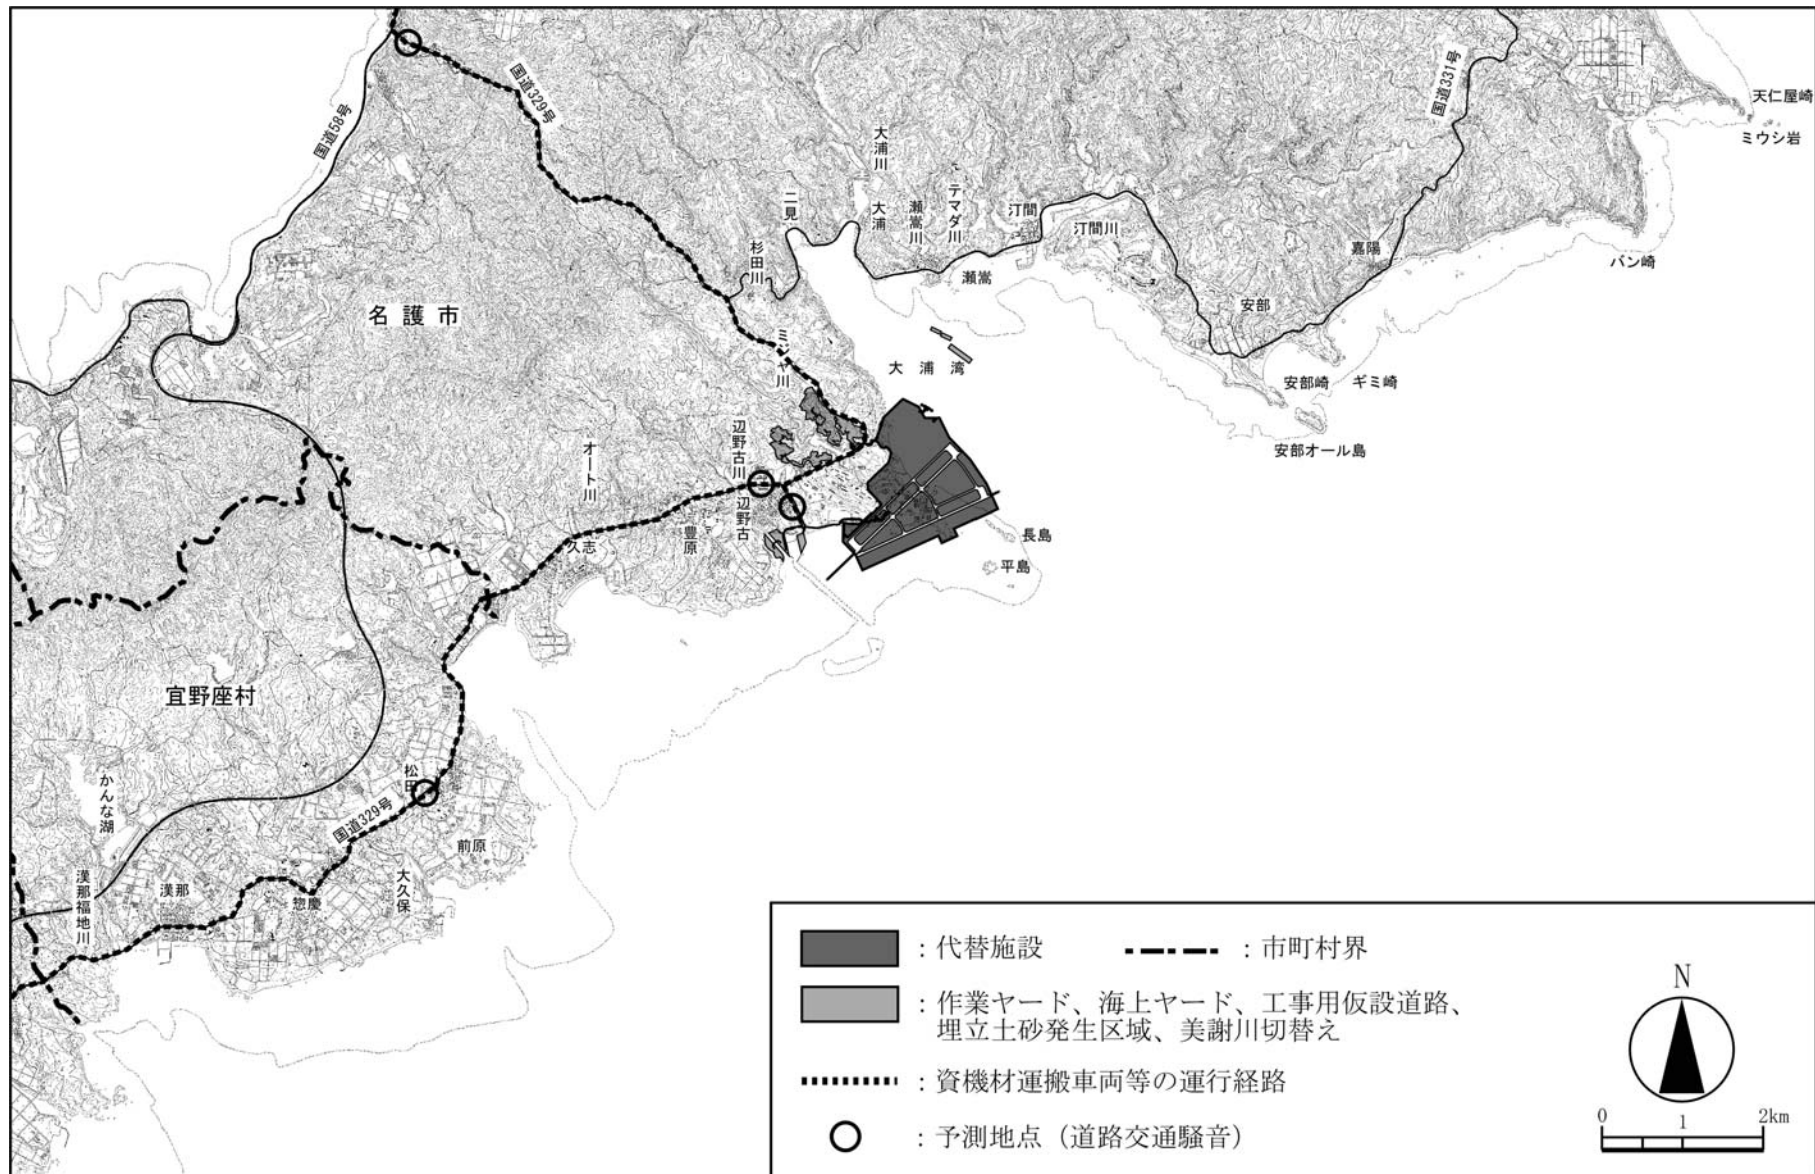 国道58号
国道329号
国道331号
天仁屋崎
ミウシ岩
バン崎
大浦川
大浦
瀬嵩川
テマダ川
汀間
汀間川
二見
杉田川
瀬嵩
嘉陽
安部
名護市
ミジャ川
大浦湾
安部崎
ギミ崎
安部オール島
辺野古川
オート川
辺野古
豊原
久志
長島
平島
宜野座村
かんな湖
松田
国道329号
前原
大久保
漢那
惣慶
漢那福地川
:代替施設
:市町村界
:作業ヤード、海上ヤード、工事用仮設道路、
埋立土砂発生区域、美謝川切替え
:資機材運搬車両等の運行経路
:予測地点(道路交通騒音)
N
0 1 2km